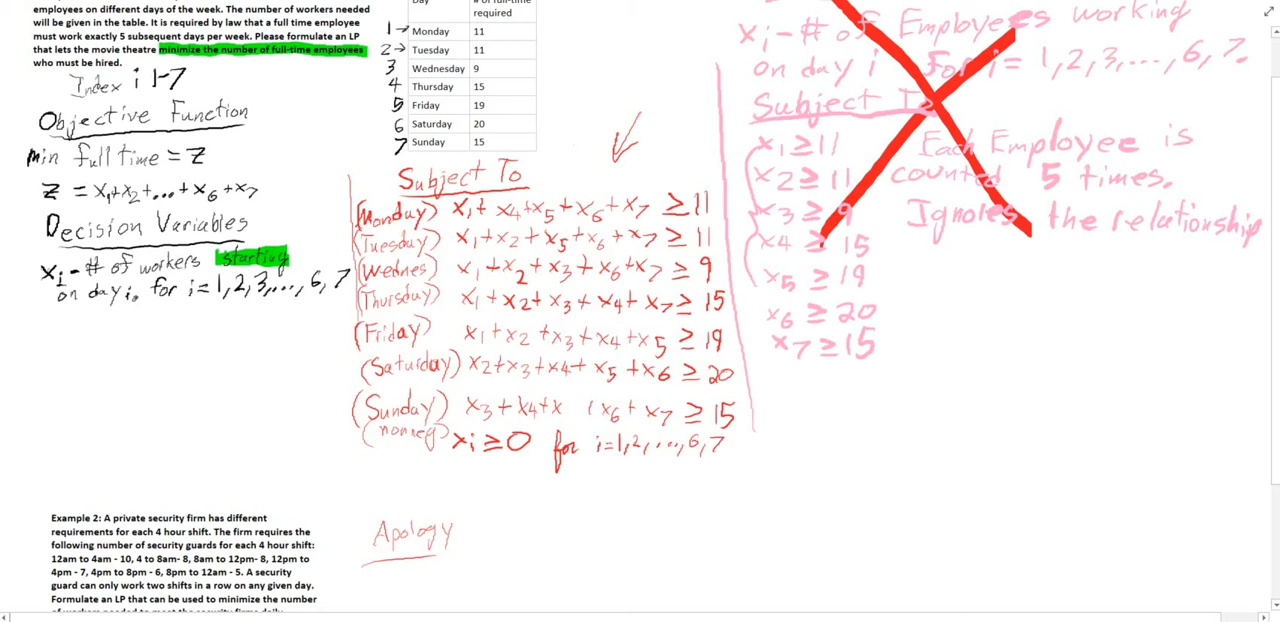 employees on different days of the week. The number of workers needed
will be given in the table. It is required by law that a full time employee
must work exactly 5 subsequent days per week. Please formulate an LP
that lets the movie theatre minimize the number of full-time employees
who must be hired.
Index i 1-7
Objective Function
min full time = Z
Z = x1+x2+...+x6+x7
Decision Variables
xi - # of workers starting
on day i. for i=1,2,3,...,6,7
required
1→ Monday 11
2→ Tuesday 11
3 Wednesday 9
4 Thursday 15
5 Friday 19
6 Saturday 20
7 Sunday 15
Subject To
(Monday) x1+ x4+x5+x6+x7 ≥11
(Tuesday) x1+x2+x5+x6+x7≥11
(Wednes) x1+x2+x3+x6+x7≥ 9
(Thursday) x1+x2+x3+x4+x7≥15
(Friday) x1+x2+x3+x4+x5 ≥ 19
(Saturday) x2+x3+x4+ x5+x6 ≥ 20
(Sunday) x3+x4+x (x6+x7 ≥ 15
(nonneg) xi≥0 for i=1,2,...,6,7
Apology
xi-# of Employees working
on day i For i= 1,2,3,...,6,7.
Subject To
x1≥11 Each Employee is
x2≥ 11 counted 5 times.
x3≥ 9 Ignotes the relationship
x4 ≥ 15
x5 ≥ 19
x6 ≥ 20
x7≥15
Example 2: A private security firm has different
requirements for each 4 hour shift. The firm requires the
following number of security guards for each 4 hour shift:
12am to 4am - 10, 4 to 8am- 8, 8am to 12pm- 8, 12pm to
4pm - 7, 4pm to 8pm - 6, 8pm to 12am - 5. A security
guard can only work two shifts in a row on any given day.
Formulate an LP that can be used to minimize the number